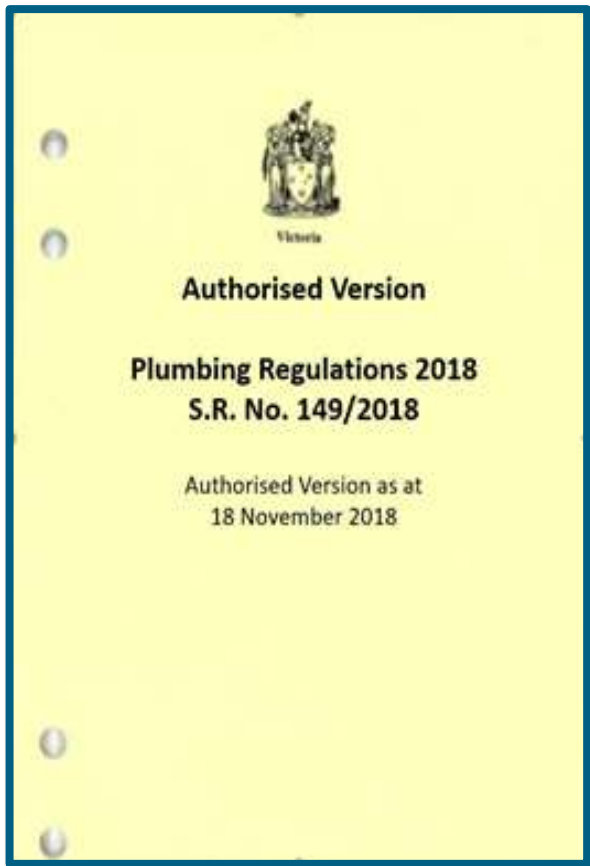 Victoria
Authorised Version
Plumbing Regulations 2018
S.R. No. 149/2018
Authorised Version as at
18 November 2018